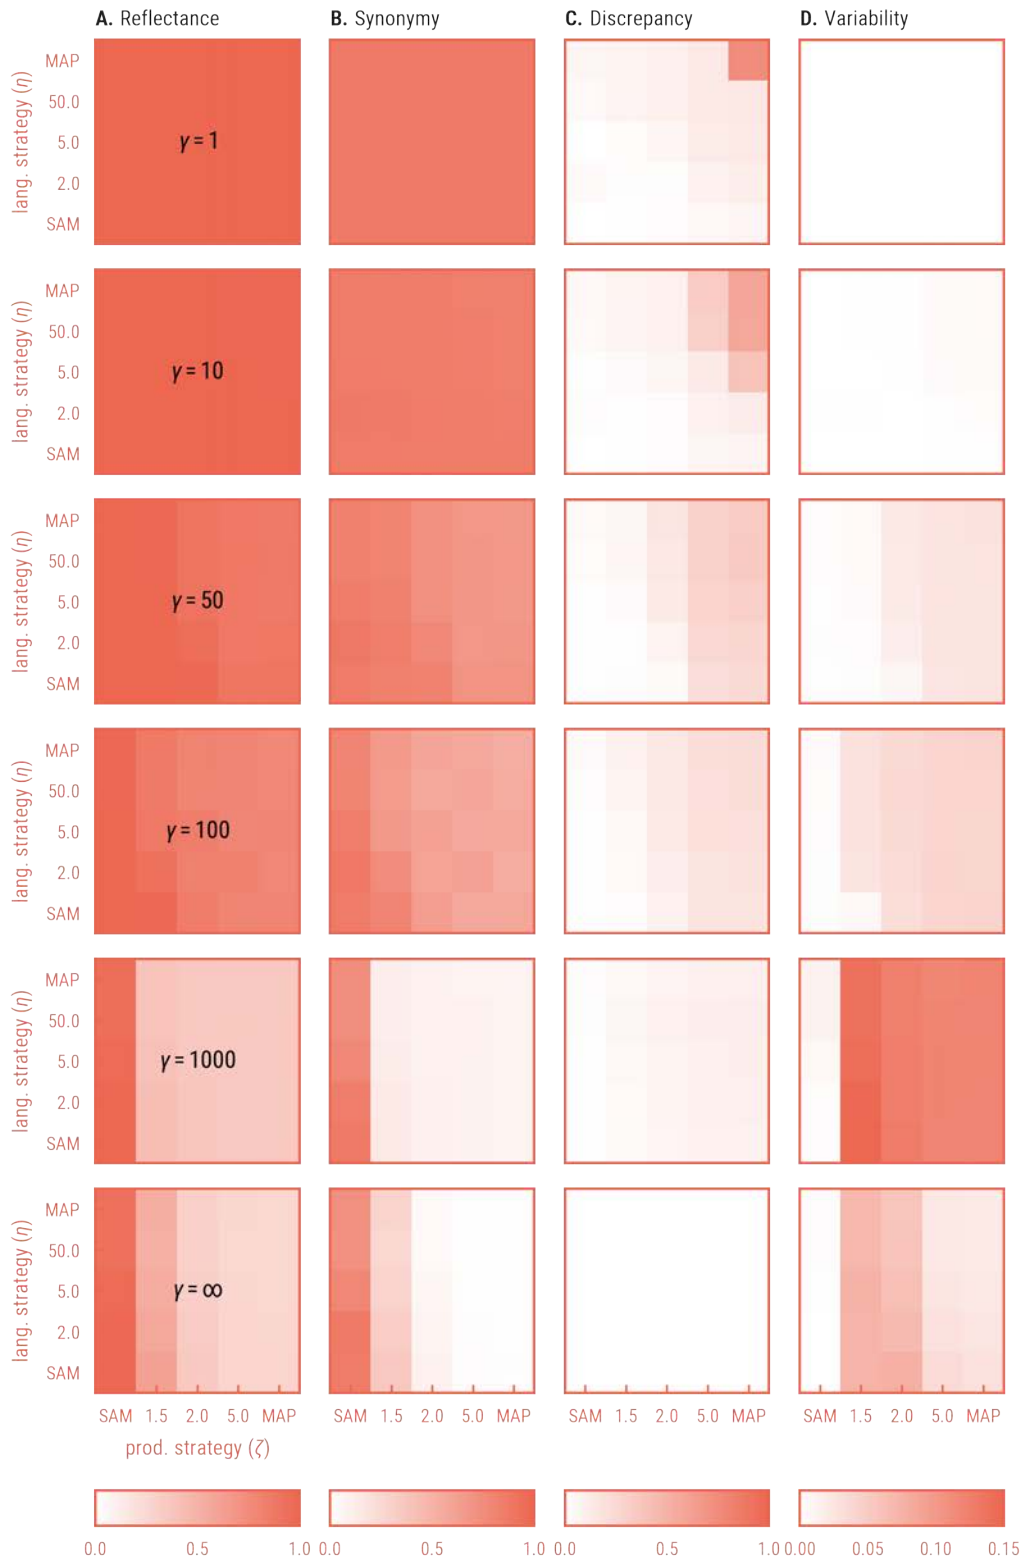 A. Reflectance B. Synonymy C. Discrepancy D. Variability
lang. strategy (η)
MAP
50.0
5.0
2.0
SAM
γ = 1
lang. strategy (η)
MAP
50.0
5.0
2.0
SAM
γ = 10
lang. strategy (η)
MAP
50.0
5.0
2.0
SAM
γ = 50
lang. strategy (η)
MAP
50.0
5.0
2.0
SAM
γ = 100
lang. strategy (η)
MAP
50.0
5.0
2.0
SAM
γ = 1000
lang. strategy (η)
MAP
50.0
5.0
2.0
SAM
γ = ∞
SAM 1.5 2.0 5.0 MAP SAM 1.5 2.0 5.0 MAP SAM 1.5 2.0 5.0 MAP SAM 1.5 2.0 5.0 MAP
prod. strategy (ζ)
0.0 0.5 1.0 0.0 0.5 1.0 0.0 0.5 1.0 0.00 0.05 0.10 0.15